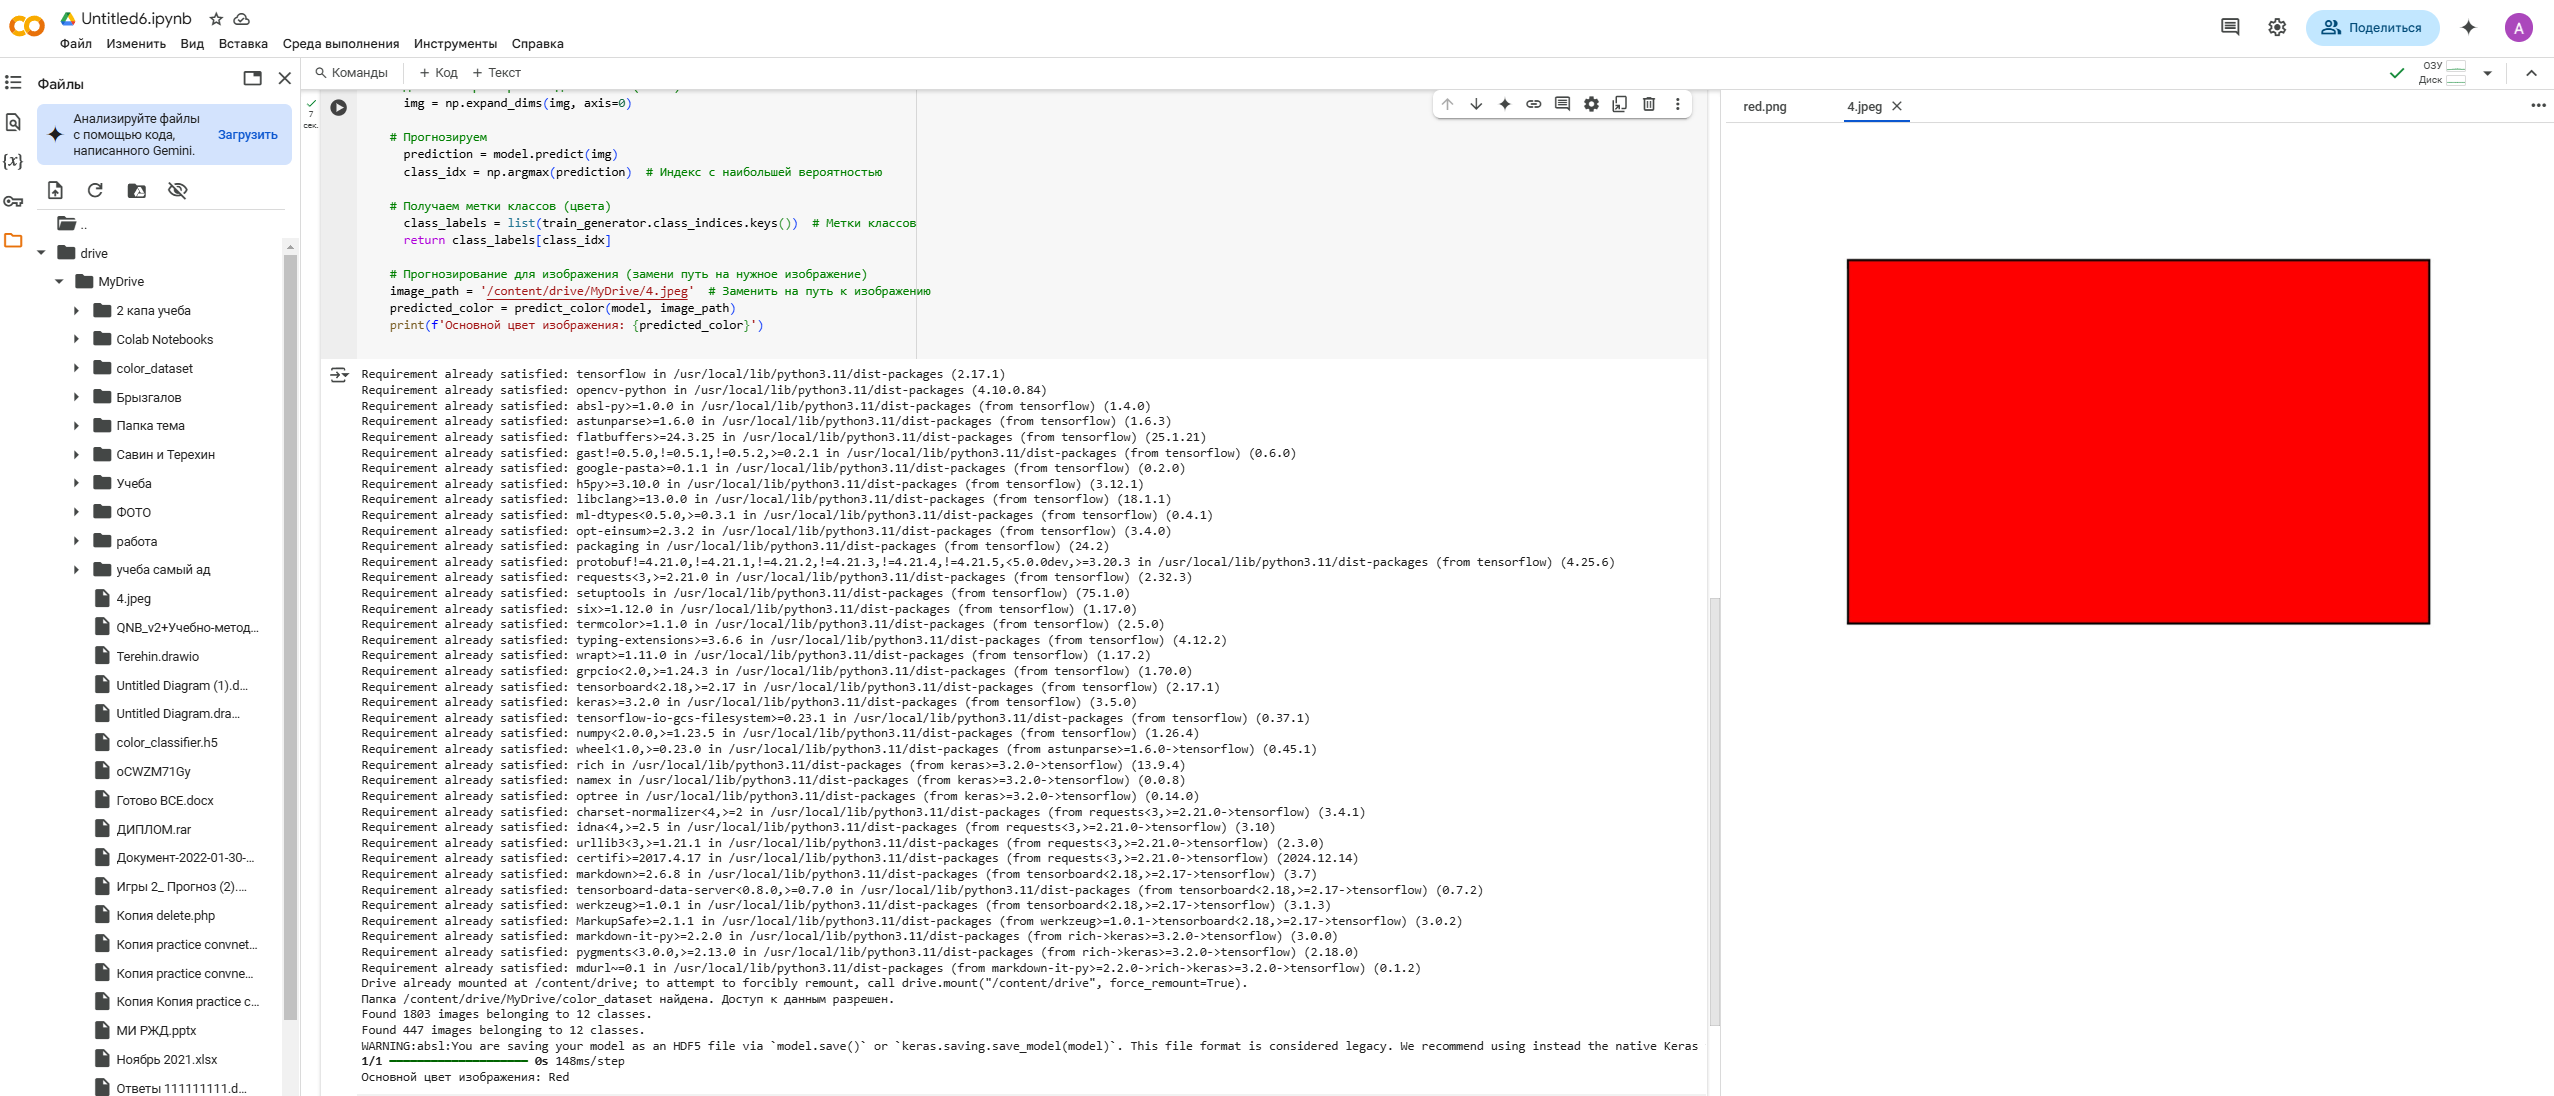 Untitled6.ipynb
Файл Изменить Вид Вставка Среда выполнения Инструменты Справка
Поделиться
A
Файлы
Анализируйте файлы
с помощью кода,
написанного Gemini.
Загрузить
..
drive
MyDrive
2 капа учеба
Colab Notebooks
color_dataset
Брызгалов
Папка тема
Савин и Терехин
Учеба
ФОТО
работа
учеба самый ад
4.jpeg
QNB_v2+Учебно-метод...
Terehin.drawio
Untitled Diagram (1).d...
Untitled Diagram.dra...
color_classifier.h5
oCWZM71Gy
Готово ВСЕ.docx
ДИПЛОМ.rar
Документ-2022-01-30-...
Игры 2_ Прогноз (2)....
Копия delete.php
Копия practice convnet...
Копия practice convne...
Копия Копия practice c...
МИ РЖД.pptx
Ноябрь 2021.xlsx
Ответы 111111111.d...
Команды + Код + Текст
ОЗУ
Диск
7
сек.
img = np.expand_dims(img, axis=0)
# Прогнозируем
prediction = model.predict(img)
class_idx = np.argmax(prediction)  # Индекс с наибольшей вероятностью
# Получаем метки классов (цвета)
class_labels = list(train_generator.class_indices.keys())  # Метки классов
return class_labels[class_idx]
# Прогнозирование для изображения (замени путь на нужное изображение)
image_path = '/content/drive/MyDrive/4.jpeg'  # Заменить на путь к изображению
predicted_color = predict_color(model, image_path)
print(f'Основной цвет изображения: {predicted_color}')
Requirement already satisfied: tensorflow in /usr/local/lib/python3.11/dist-packages (2.17.1)
Requirement already satisfied: opencv-python in /usr/local/lib/python3.11/dist-packages (4.10.0.84)
Requirement already satisfied: absl-py>=1.0.0 in /usr/local/lib/python3.11/dist-packages (from tensorflow) (1.4.0)
Requirement already satisfied: astunparse>=1.6.0 in /usr/local/lib/python3.11/dist-packages (from tensorflow) (1.6.3)
Requirement already satisfied: flatbuffers>=24.3.25 in /usr/local/lib/python3.11/dist-packages (from tensorflow) (25.1.21)
Requirement already satisfied: gast!=0.5.0,!=0.5.1,!=0.5.2,>=0.2.1 in /usr/local/lib/python3.11/dist-packages (from tensorflow) (0.6.0)
Requirement already satisfied: google-pasta>=0.1.1 in /usr/local/lib/python3.11/dist-packages (from tensorflow) (0.2.0)
Requirement already satisfied: h5py>=3.10.0 in /usr/local/lib/python3.11/dist-packages (from tensorflow) (3.12.1)
Requirement already satisfied: libclang>=13.0.0 in /usr/local/lib/python3.11/dist-packages (from tensorflow) (18.1.1)
Requirement already satisfied: ml-dtypes<0.5.0,>=0.3.1 in /usr/local/lib/python3.11/dist-packages (from tensorflow) (0.4.1)
Requirement already satisfied: opt-einsum>=2.3.2 in /usr/local/lib/python3.11/dist-packages (from tensorflow) (3.4.0)
Requirement already satisfied: packaging in /usr/local/lib/python3.11/dist-packages (from tensorflow) (24.2)
Requirement already satisfied: protobuf!=4.21.0,!=4.21.1,!=4.21.2,!=4.21.3,!=4.21.4,!=4.21.5,<5.0.0dev,>=3.20.3 in /usr/local/lib/python3.11/dist-packages (from tensorflow) (4.25.6)
Requirement already satisfied: requests<3,>=2.21.0 in /usr/local/lib/python3.11/dist-packages (from tensorflow) (2.32.3)
Requirement already satisfied: setuptools in /usr/local/lib/python3.11/dist-packages (from tensorflow) (75.1.0)
Requirement already satisfied: six>=1.12.0 in /usr/local/lib/python3.11/dist-packages (from tensorflow) (1.17.0)
Requirement already satisfied: termcolor>=1.1.0 in /usr/local/lib/python3.11/dist-packages (from tensorflow) (2.5.0)
Requirement already satisfied: typing-extensions>=3.6.6 in /usr/local/lib/python3.11/dist-packages (from tensorflow) (4.12.2)
Requirement already satisfied: wrapt>=1.11.0 in /usr/local/lib/python3.11/dist-packages (from tensorflow) (1.17.2)
Requirement already satisfied: grpcio<2.0,>=1.24.3 in /usr/local/lib/python3.11/dist-packages (from tensorflow) (1.70.0)
Requirement already satisfied: tensorboard<2.18,>=2.17 in /usr/local/lib/python3.11/dist-packages (from tensorflow) (2.17.1)
Requirement already satisfied: keras>=3.2.0 in /usr/local/lib/python3.11/dist-packages (from tensorflow) (3.5.0)
Requirement already satisfied: tensorflow-io-gcs-filesystem>=0.23.1 in /usr/local/lib/python3.11/dist-packages (from tensorflow) (0.37.1)
Requirement already satisfied: numpy<2.0.0,>=1.23.5 in /usr/local/lib/python3.11/dist-packages (from tensorflow) (1.26.4)
Requirement already satisfied: wheel<1.0,>=0.23.0 in /usr/local/lib/python3.11/dist-packages (from astunparse>=1.6.0->tensorflow) (0.45.1)
Requirement already satisfied: rich in /usr/local/lib/python3.11/dist-packages (from keras>=3.2.0->tensorflow) (13.9.4)
Requirement already satisfied: namex in /usr/local/lib/python3.11/dist-packages (from keras>=3.2.0->tensorflow) (0.0.8)
Requirement already satisfied: optree in /usr/local/lib/python3.11/dist-packages (from keras>=3.2.0->tensorflow) (0.14.0)
Requirement already satisfied: charset-normalizer<4,>=2 in /usr/local/lib/python3.11/dist-packages (from requests<3,>=2.21.0->tensorflow) (3.4.1)
Requirement already satisfied: idna<4,>=2.5 in /usr/local/lib/python3.11/dist-packages (from requests<3,>=2.21.0->tensorflow) (3.10)
Requirement already satisfied: urllib3<3,>=1.21.1 in /usr/local/lib/python3.11/dist-packages (from requests<3,>=2.21.0->tensorflow) (2.3.0)
Requirement already satisfied: certifi>=2017.4.17 in /usr/local/lib/python3.11/dist-packages (from requests<3,>=2.21.0->tensorflow) (2024.12.14)
Requirement already satisfied: markdown>=2.6.8 in /usr/local/lib/python3.11/dist-packages (from tensorboard<2.18,>=2.17->tensorflow) (3.7)
Requirement already satisfied: tensorboard-data-server<0.8.0,>=0.7.0 in /usr/local/lib/python3.11/dist-packages (from tensorboard<2.18,>=2.17->tensorflow) (0.7.2)
Requirement already satisfied: werkzeug>=1.0.1 in /usr/local/lib/python3.11/dist-packages (from tensorboard<2.18,>=2.17->tensorflow) (3.1.3)
Requirement already satisfied: MarkupSafe>=2.1.1 in /usr/local/lib/python3.11/dist-packages (from werkzeug>=1.0.1->tensorboard<2.18,>=2.17->tensorflow) (3.0.2)
Requirement already satisfied: markdown-it-py>=2.2.0 in /usr/local/lib/python3.11/dist-packages (from rich->keras>=3.2.0->tensorflow) (3.0.0)
Requirement already satisfied: pygments<3.0.0,>=2.13.0 in /usr/local/lib/python3.11/dist-packages (from rich->keras>=3.2.0->tensorflow) (2.18.0)
Requirement already satisfied: mdurl~=0.1 in /usr/local/lib/python3.11/dist-packages (from markdown-it-py>=2.2.0->rich->keras>=3.2.0->tensorflow) (0.1.2)
Drive already mounted at /content/drive; to attempt to forcibly remount, call drive.mount("/content/drive", force_remount=True).
Папка /content/drive/MyDrive/color_dataset найдена. Доступ к данным разрешен.
Found 1803 images belonging to 12 classes.
Found 447 images belonging to 12 classes.
WARNING:absl:You are saving your model as an HDF5 file via `model.save()` or `keras.saving.save_model(model)`. This file format is considered legacy. We recommend using instead the native Keras
1/1 ━━━━━━━━━━━━━━━━━━━━ 0s 148ms/step
Основной цвет изображения: Red
red.png
4.jpeg